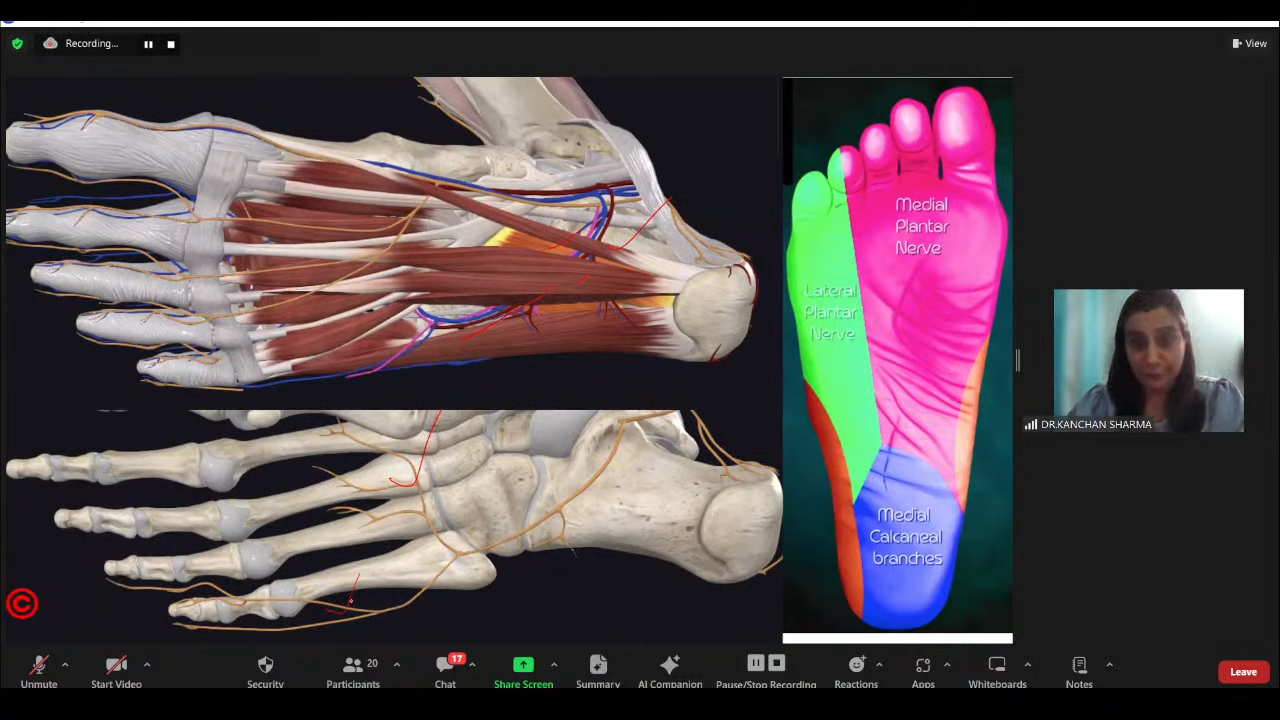 Recording...
View
Medial
Plantar
Nerve
Lateral
Plantar
Nerve
Medial
Calcaneal
branches
DR.KANCHAN SHARMA
©
Unmute
Start Video
Security
20
Participants
17
Chat
Share Screen
Summary
AI Companion
Pause/Stop Recording
Reactions
Apps
Whiteboards
Notes
Leave